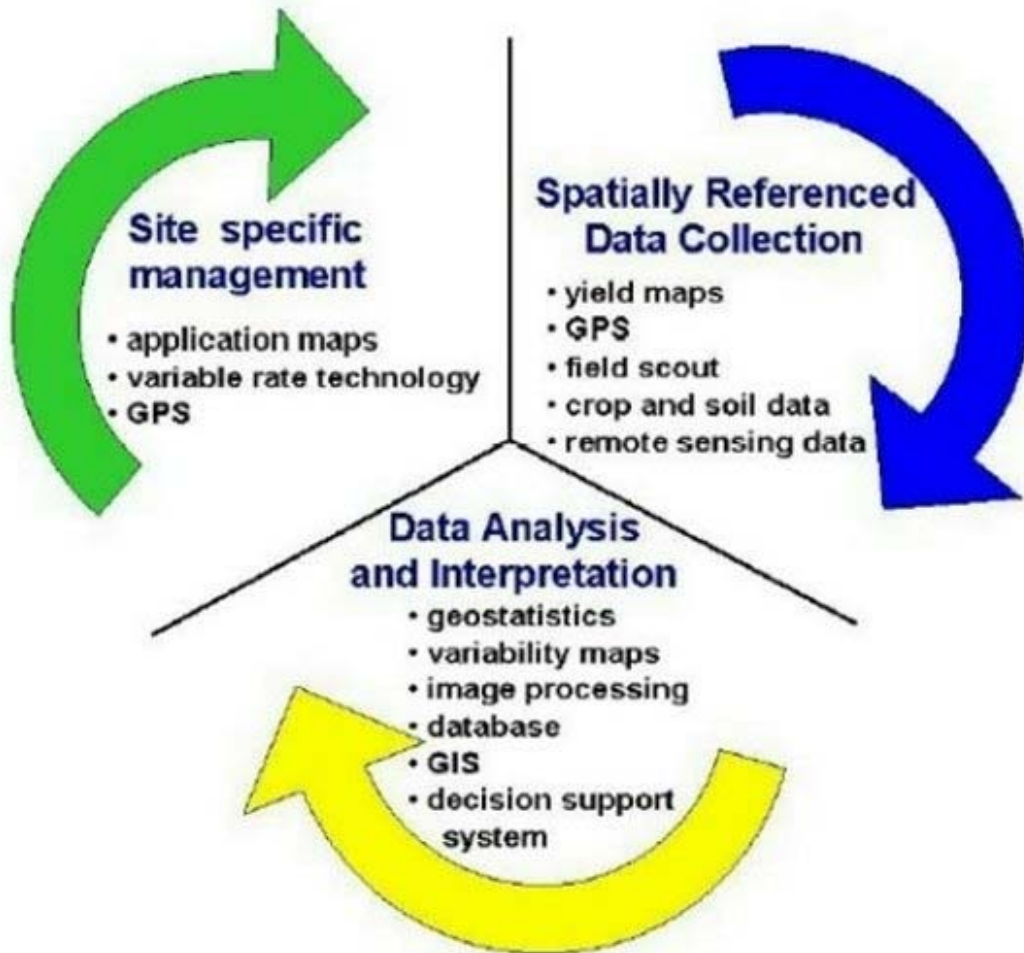 Site specific
management
• application maps
• variable rate technology
• GPS
Spatially Referenced
Data Collection
• yield maps
• GPS
• field scout
• crop and soil data
• remote sensing data
Data Analysis
and Interpretation
• geostatistics
• variability maps
• image processing
• database
• GIS
• decision support
system